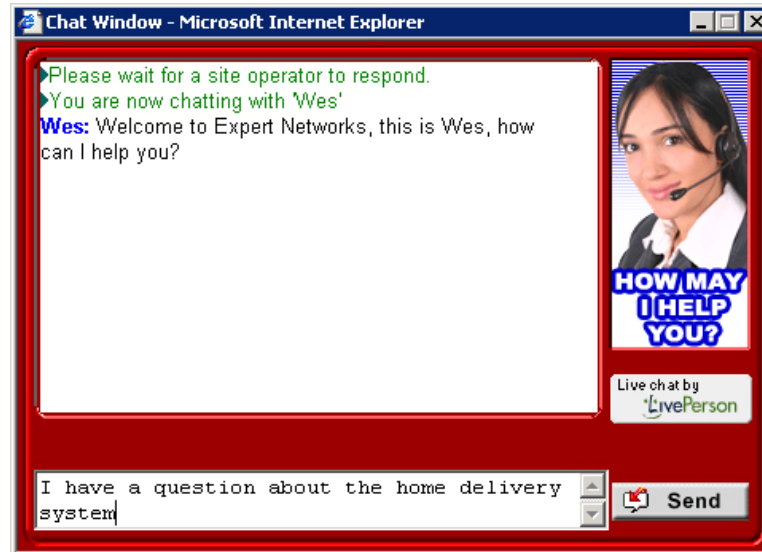 Chat Window - Microsoft Internet Explorer
Please wait for a site operator to respond.
You are now chatting with 'Wes'
Wes: Welcome to Expert Networks, this is Wes, how
can I help you?
HOW MAY
I HELP
YOU?
Live chat by
LivePerson
I have a question about the home delivery
system
Send